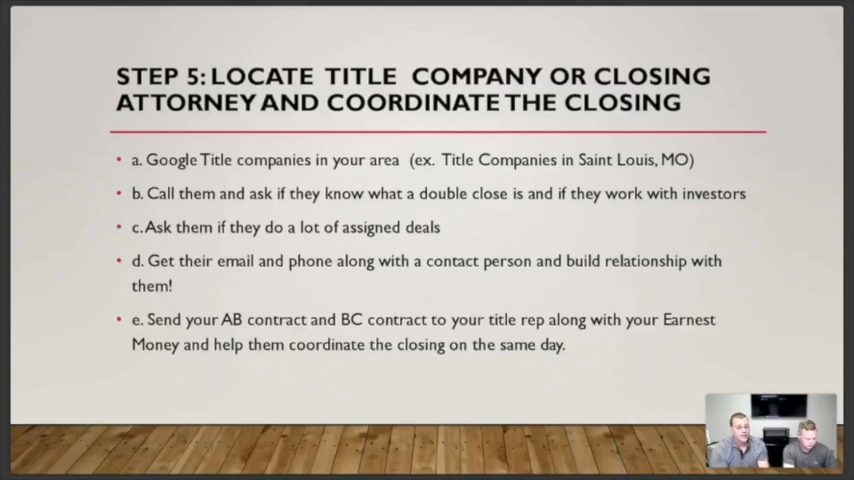 STEP 5: LOCATE TITLE COMPANY OR CLOSING
ATTORNEY AND COORDINATE THE CLOSING
• a. Google Title companies in your area (ex. Title Companies in Saint Louis, MO)
• b. Call them and ask if they know what a double close is and if they work with investors
• c. Ask them if they do a lot of assigned deals
• d. Get their email and phone along with a contact person and build relationship with
them!
• e. Send your AB contract and BC contract to your title rep along with your Earnest
Money and help them coordinate the closing on the same day.